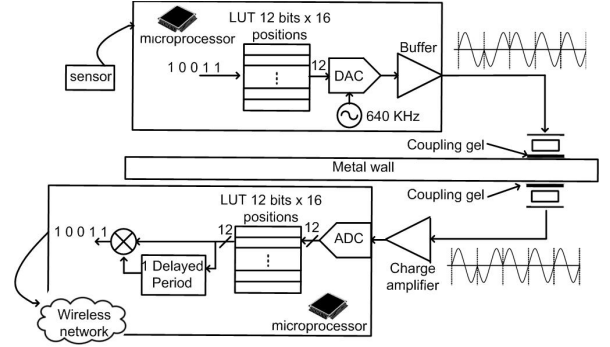 LUT 12 bits x 16
positions
microprocessor
Buffer
sensor
1 0 0 1 1
12
DAC
640 KHz
Coupling gel
Metal wall
Coupling gel
LUT 12 bits x 16
positions
1 0 0 1 1
12
12
ADC
1 Delayed
Period
Charge
amplifier
Wireless
network
microprocessor